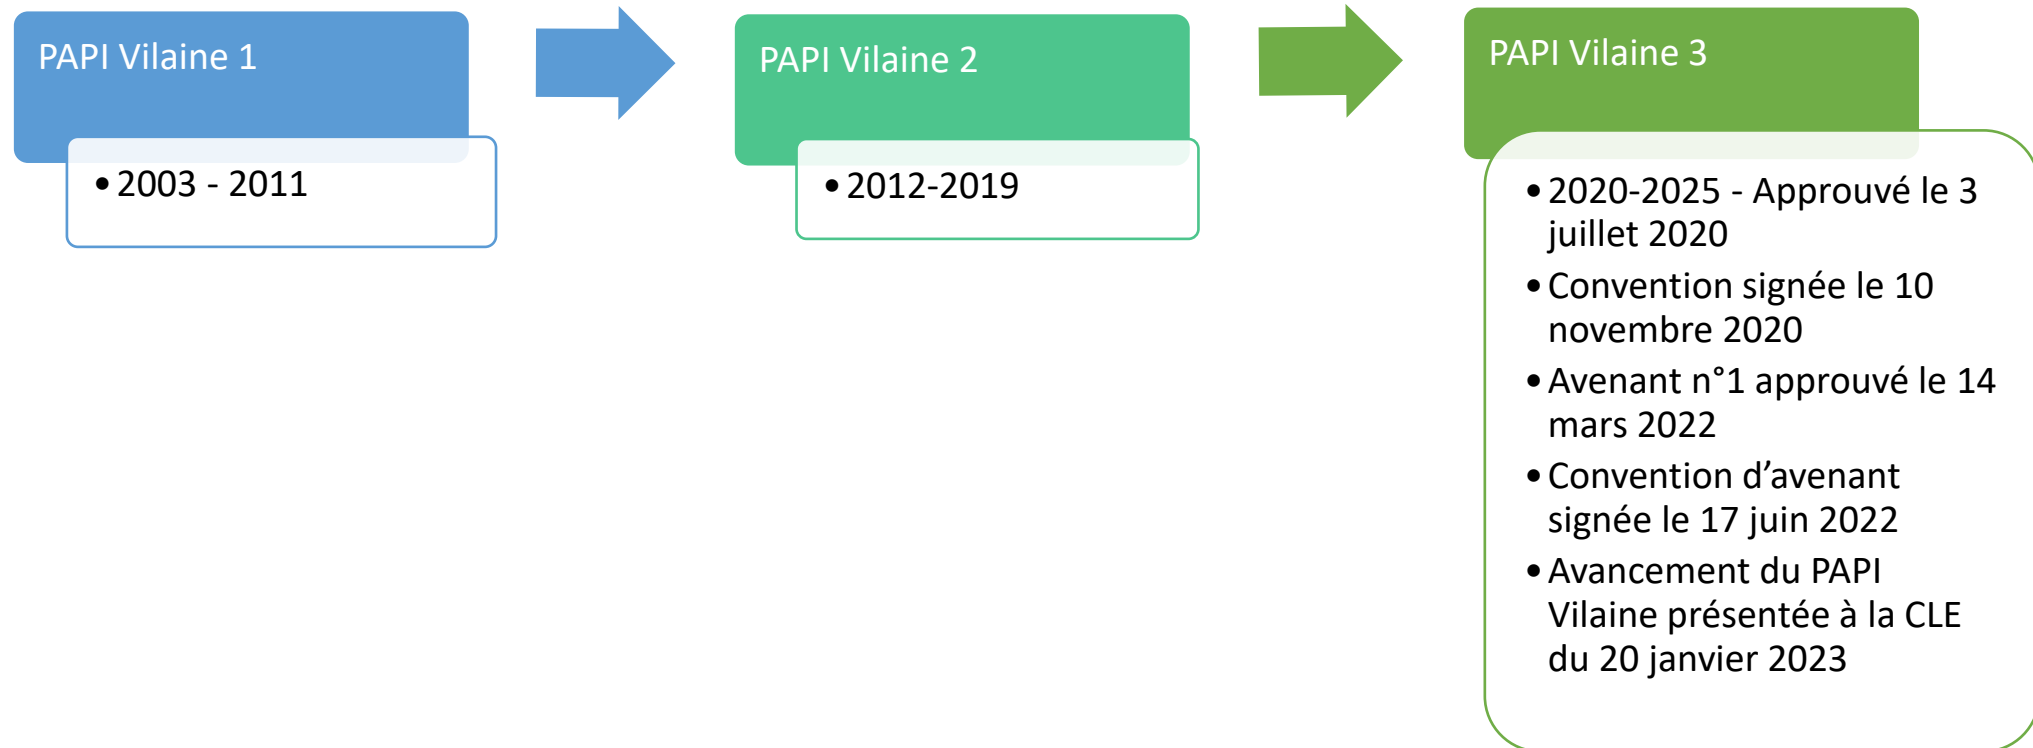 PAPI Vilaine 1
• 2003 - 2011
PAPI Vilaine 2
• 2012-2019
PAPI Vilaine 3
• 2020-2025 - Approuvé le 3
juillet 2020
• Convention signée le 10
novembre 2020
• Avenant n°1 approuvé le 14
mars 2022
• Convention d’avenant
signée le 17 juin 2022
• Avancement du PAPI
Vilaine présentée à la CLE
du 20 janvier 2023